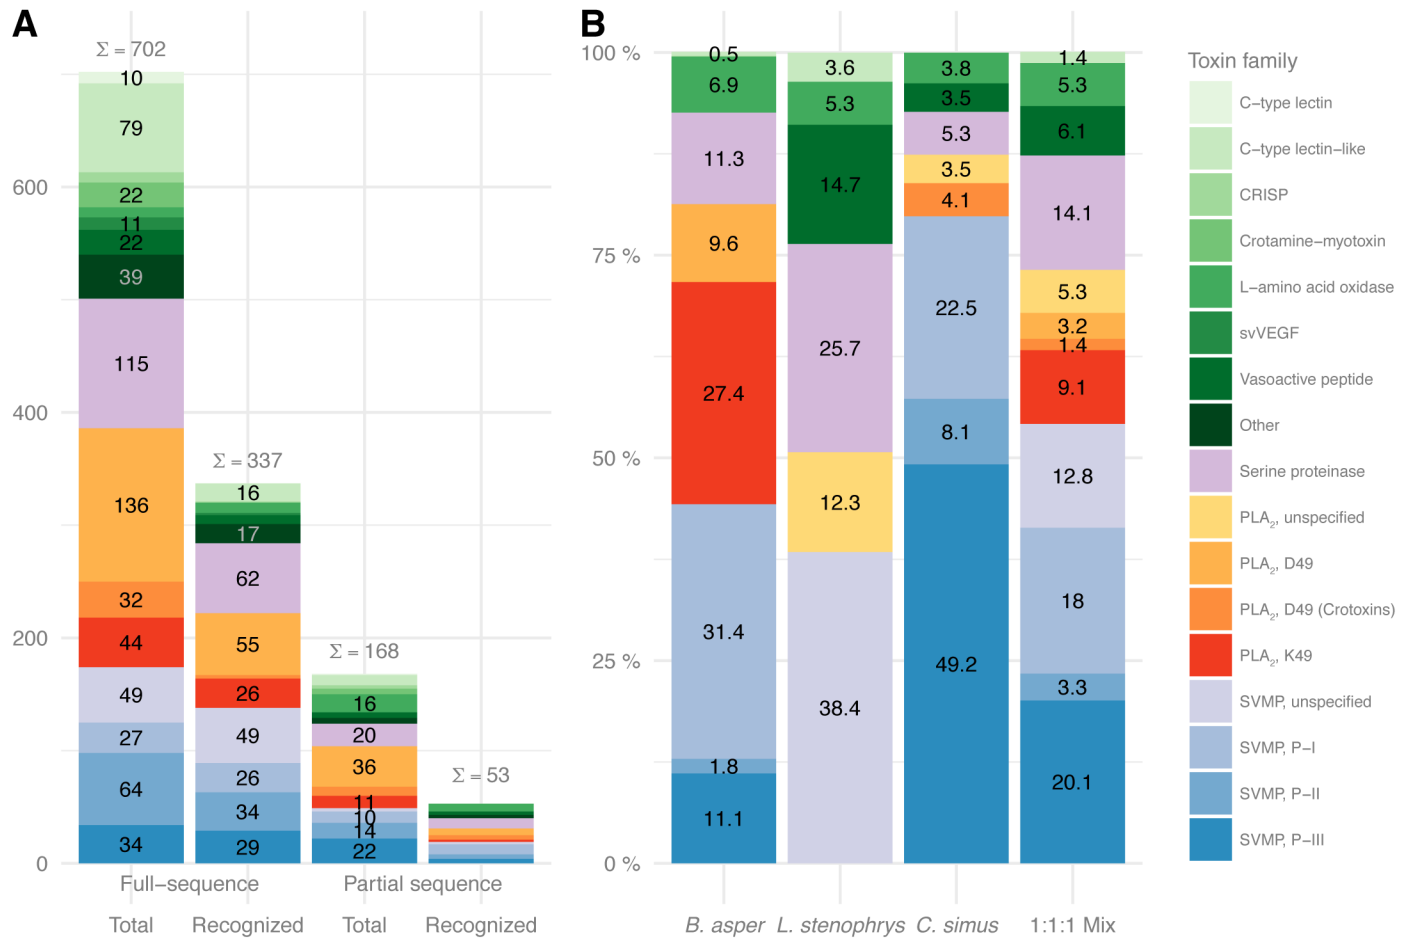 A
Σ = 702
10
79
22
11
22
39
115
136
32
44
49
27
64
34
Σ = 337
16
17
62
55
26
49
26
34
29
Σ = 168
16
20
36
11
10
14
22
Σ = 53
600
400
200
0
Full−sequence
Partial sequence
Total
Recognized
Total
Recognized
B
100 %
75 %
50 %
25 %
0 %
0.5
6.9
11.3
9.6
27.4
31.4
1.8
11.1
3.6
5.3
14.7
25.7
12.3
38.4
3.8
3.5
5.3
3.5
4.1
22.5
8.1
49.2
1.4
5.3
6.1
14.1
5.3
3.2
1.4
9.1
12.8
18
3.3
20.1
B. asper
L. stenophrys
C. simus
1:1:1 Mix
Toxin family
C−type lectin
C−type lectin−like
CRISP
Crotamine−myotoxin
L−amino acid oxidase
svVEGF
Vasoactive peptide
Other
Serine proteinase
PLA₂, unspecified
PLA₂, D49
PLA₂, D49 (Crotoxins)
PLA₂, K49
SVMP, unspecified
SVMP, P−I
SVMP, P−II
SVMP, P−III